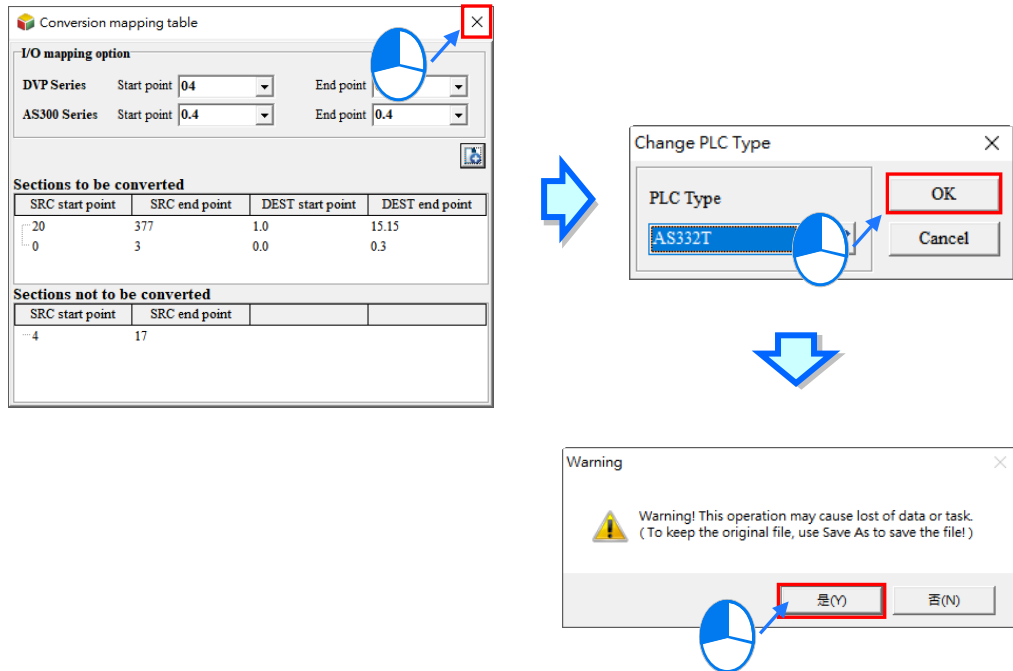 Conversion mapping table
I/O mapping option
DVP Series Start point 04 End point
AS300 Series Start point 0.4 End point 0.4
Sections to be converted
SRC start point SRC end point DEST start point DEST end point
20 377 1.0 15.15
0 3 0.0 0.3
Sections not to be converted
SRC start point SRC end point
4 17
Change PLC Type
PLC Type
OK
AS332T
Cancel
Warning
Warning! This operation may cause lost of data or task.
( To keep the original file, use Save As to save the file! )
是(Y) 否(N)